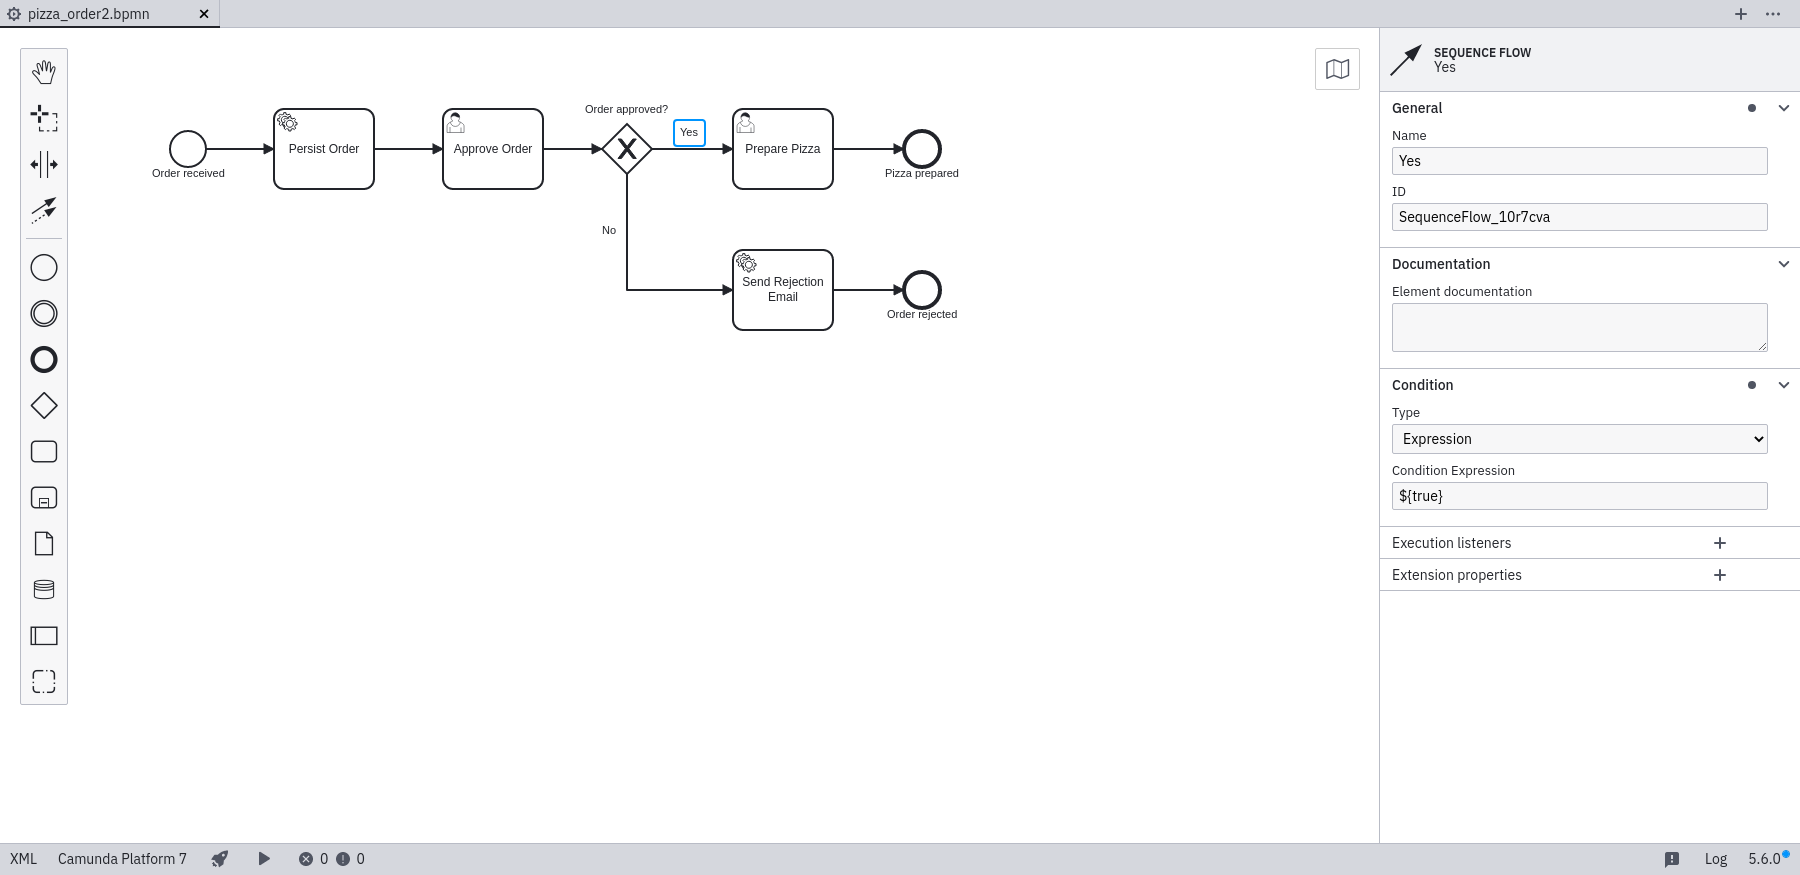 pizza_order2.bpmn
SEQUENCE FLOW
Yes
General
Name
Yes
ID
SequenceFlow_10r7cva
Documentation
Element documentation
Condition
Type
Expression
Condition Expression
${true}
Execution listeners
Extension properties
Order approved?
Yes
Persist Order
Approve Order
Prepare Pizza
Order received
Pizza prepared
No
Send Rejection
Email
Order rejected
XML
Camunda Platform 7
0
0
Log
5.6.0